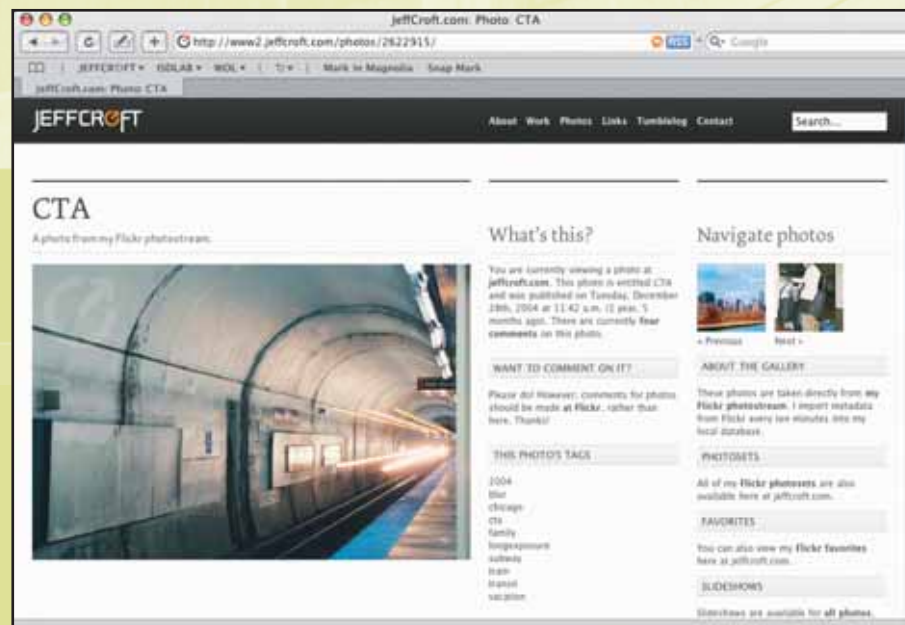 JeffCroft.com: Photo: CTA
http://www2.jeffcroft.com/photos/2622915/
RSS
Google
JEFFCROFT ISDLAB WOL Mark in Magnolia Snap Mark
JeffCroft.com: Photo: CTA
JEFFCROFT
About Work Photos Links Tumblelog Contact
Search...
CTA
A photo from my Flickr photostream.
What's this?
You are currently viewing a photo at
jeffcroft.com. This photo is entitled CTA
and was published on Tuesday, December
28th, 2004 at 11:42 a.m. (1 year, 5
months ago). There are currently four
comments on this photo.
WANT TO COMMENT ON IT?
Please do! However, comments for photos
should be made at Flickr, rather than
here. Thanks!
THIS PHOTO'S TAGS
2004
blur
chicago
cta
family
longexposure
subway
train
transit
vacation
Navigate photos
« Previous Next »
ABOUT THE GALLERY
These photos are taken directly from my
Flickr photostream. I import metadata
from Flickr every ten minutes into my
local database.
PHOTOSETS
All of my Flickr photosets are also
available here at jeffcroft.com.
FAVORITES
You can also view my Flickr favorites
here at jeffcroft.com.
SLIDESHOWS
Slideshows are available for all photos,